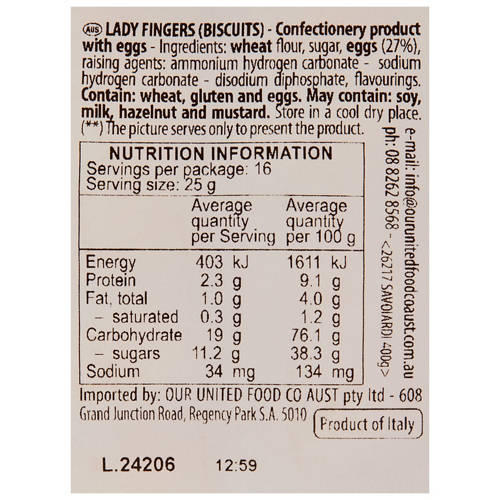 AUS LADY FINGERS (BISCUITS) - Confectionery product
with eggs - Ingredients: wheat flour, sugar, eggs (27%),
raising agents: ammonium hydrogen carbonate - sodium
hydrogen carbonate - disodium diphosphate, flavourings.
Contain: wheat, gluten and eggs. May contain: soy,
milk, hazelnut and mustard. Store in a cool dry place.
(**) The picture serves only to present the product.
NUTRITION INFORMATION
Servings per package: 16
Serving size: 25 g
Average quantity per Serving Average quantity per 100 g
Energy 403 kJ 1611 kJ
Protein 2.3 g 9.1 g
Fat, total 1.0 g 4.0 g
– saturated 0.3 g 1.2 g
Carbohydrate 19 g 76.1 g
– sugars 11.2 g 38.3 g
Sodium 34 mg 134 mg
e-mail: info@ourunitedfoodcoaust.com.au
ph: 08 8262 8568 - <26217 SAVOIARDI 400g>
Imported by: OUR UNITED FOOD CO AUST pty ltd - 608
Grand Junction Road, Regency Park S.A. 5010
Product of Italy
L.24206 12:59